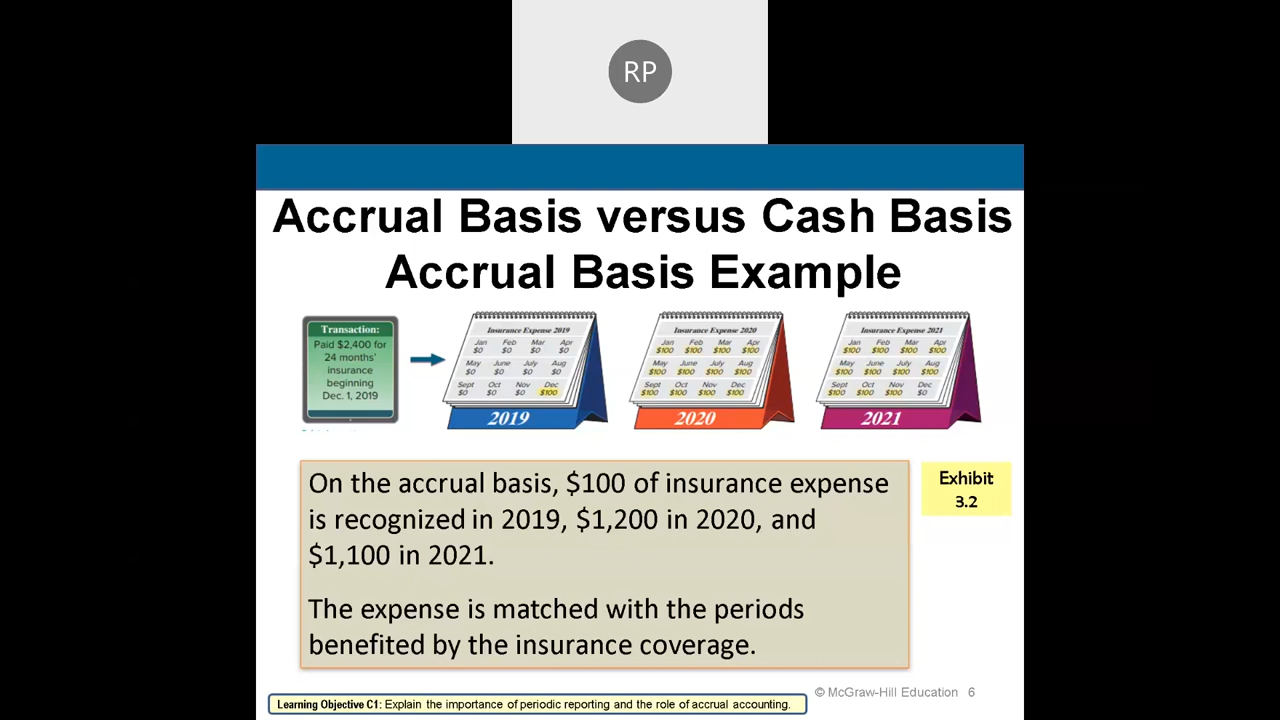 RP
Accrual Basis versus Cash Basis
Accrual Basis Example
Transaction:
Paid $2,400 for
24 months'
insurance
beginning
Dec. 1, 2019
Insurance Expense 2019
Jan Feb Mar Apr
$0 $0 $0 $0
May June July Aug
$0 $0 $0 $0
Sept Oct Nov Dec
$0 $0 $0 $100
2019
Insurance Expense 2020
Jan Feb Mar Apr
$100 $100 $100 $100
May June July Aug
$100 $100 $100 $100
Sept Oct Nov Dec
$100 $100 $100 $100
2020
Insurance Expense 2021
Jan Feb Mar Apr
$100 $100 $100 $100
May June July Aug
$100 $100 $100 $100
Sept Oct Nov Dec
$100 $100 $100 $0
2021
On the accrual basis, $100 of insurance expense
is recognized in 2019, $1,200 in 2020, and
$1,100 in 2021.
The expense is matched with the periods
benefited by the insurance coverage.
Exhibit
3.2
© McGraw-Hill Education 6
Learning Objective C1: Explain the importance of periodic reporting and the role of accrual accounting.